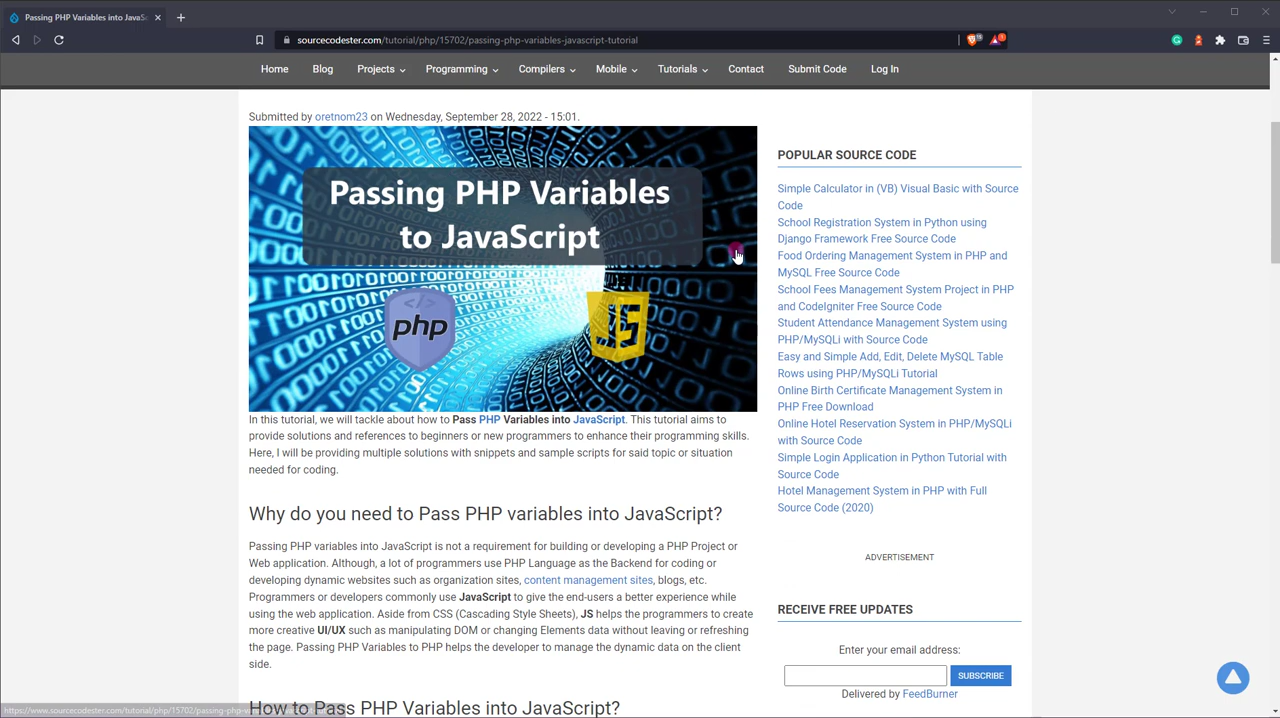 Passing PHP Variables into JavaSc
sourcecodester.com/tutorial/php/15702/passing-php-variables-javascript-tutorial
Home Blog Projects Programming Compilers Mobile Tutorials Contact Submit Code Log In
Submitted by oretnom23 on Wednesday, September 28, 2022 - 15:01.
Passing PHP Variables
to JavaScript
</>
php
JS
In this tutorial, we will tackle about how to Pass PHP Variables into JavaScript. This tutorial aims to
provide solutions and references to beginners or new programmers to enhance their programming skills.
Here, I will be providing multiple solutions with snippets and sample scripts for said topic or situation
needed for coding.
Why do you need to Pass PHP variables into JavaScript?
Passing PHP variables into JavaScript is not a requirement for building or developing a PHP Project or
Web application. Although, a lot of programmers use PHP Language as the Backend for coding or
developing dynamic websites such as organization sites, content management sites, blogs, etc.
Programmers or developers commonly use JavaScript to give the end-users a better experience while
using the web application. Aside from CSS (Cascading Style Sheets), JS helps the programmers to create
more creative UI/UX such as manipulating DOM or changing Elements data without leaving or refreshing
the page. Passing PHP Variables to PHP helps the developer to manage the dynamic data on the client
side.
How to Pass PHP Variables into JavaScript?
POPULAR SOURCE CODE
Simple Calculator in (VB) Visual Basic with Source
Code
School Registration System in Python using
Django Framework Free Source Code
Food Ordering Management System in PHP and
MySQL Free Source Code
School Fees Management System Project in PHP
and CodeIgniter Free Source Code
Student Attendance Management System using
PHP/MySQLi with Source Code
Easy and Simple Add, Edit, Delete MySQL Table
Rows using PHP/MySQLi Tutorial
Online Birth Certificate Management System in
PHP Free Download
Online Hotel Reservation System in PHP/MySQLi
with Source Code
Simple Login Application in Python Tutorial with
Source Code
Hotel Management System in PHP with Full
Source Code (2020)
ADVERTISEMENT
RECEIVE FREE UPDATES
Enter your email address:
SUBSCRIBE
Delivered by FeedBurner
https://www.sourcecodester.com/tutorial/php/15702/passing-php-va